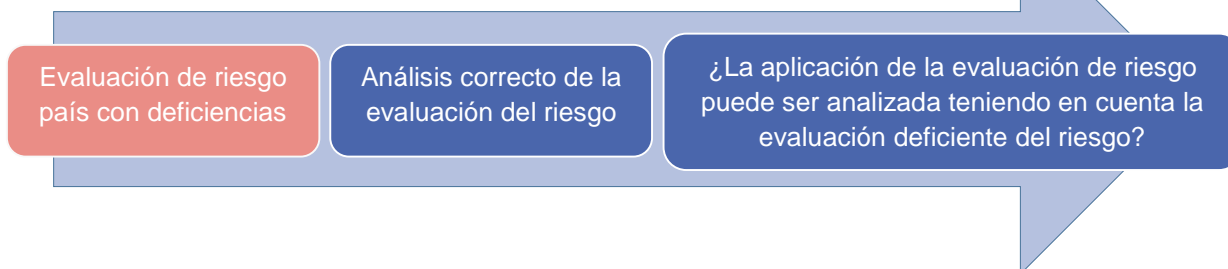 Evaluación de riesgo
país con deficiencias
Análisis correcto de la
evaluación del riesgo
¿La aplicación de la evaluación de riesgo
puede ser analizada teniendo en cuenta la
evaluación deficiente del riesgo?